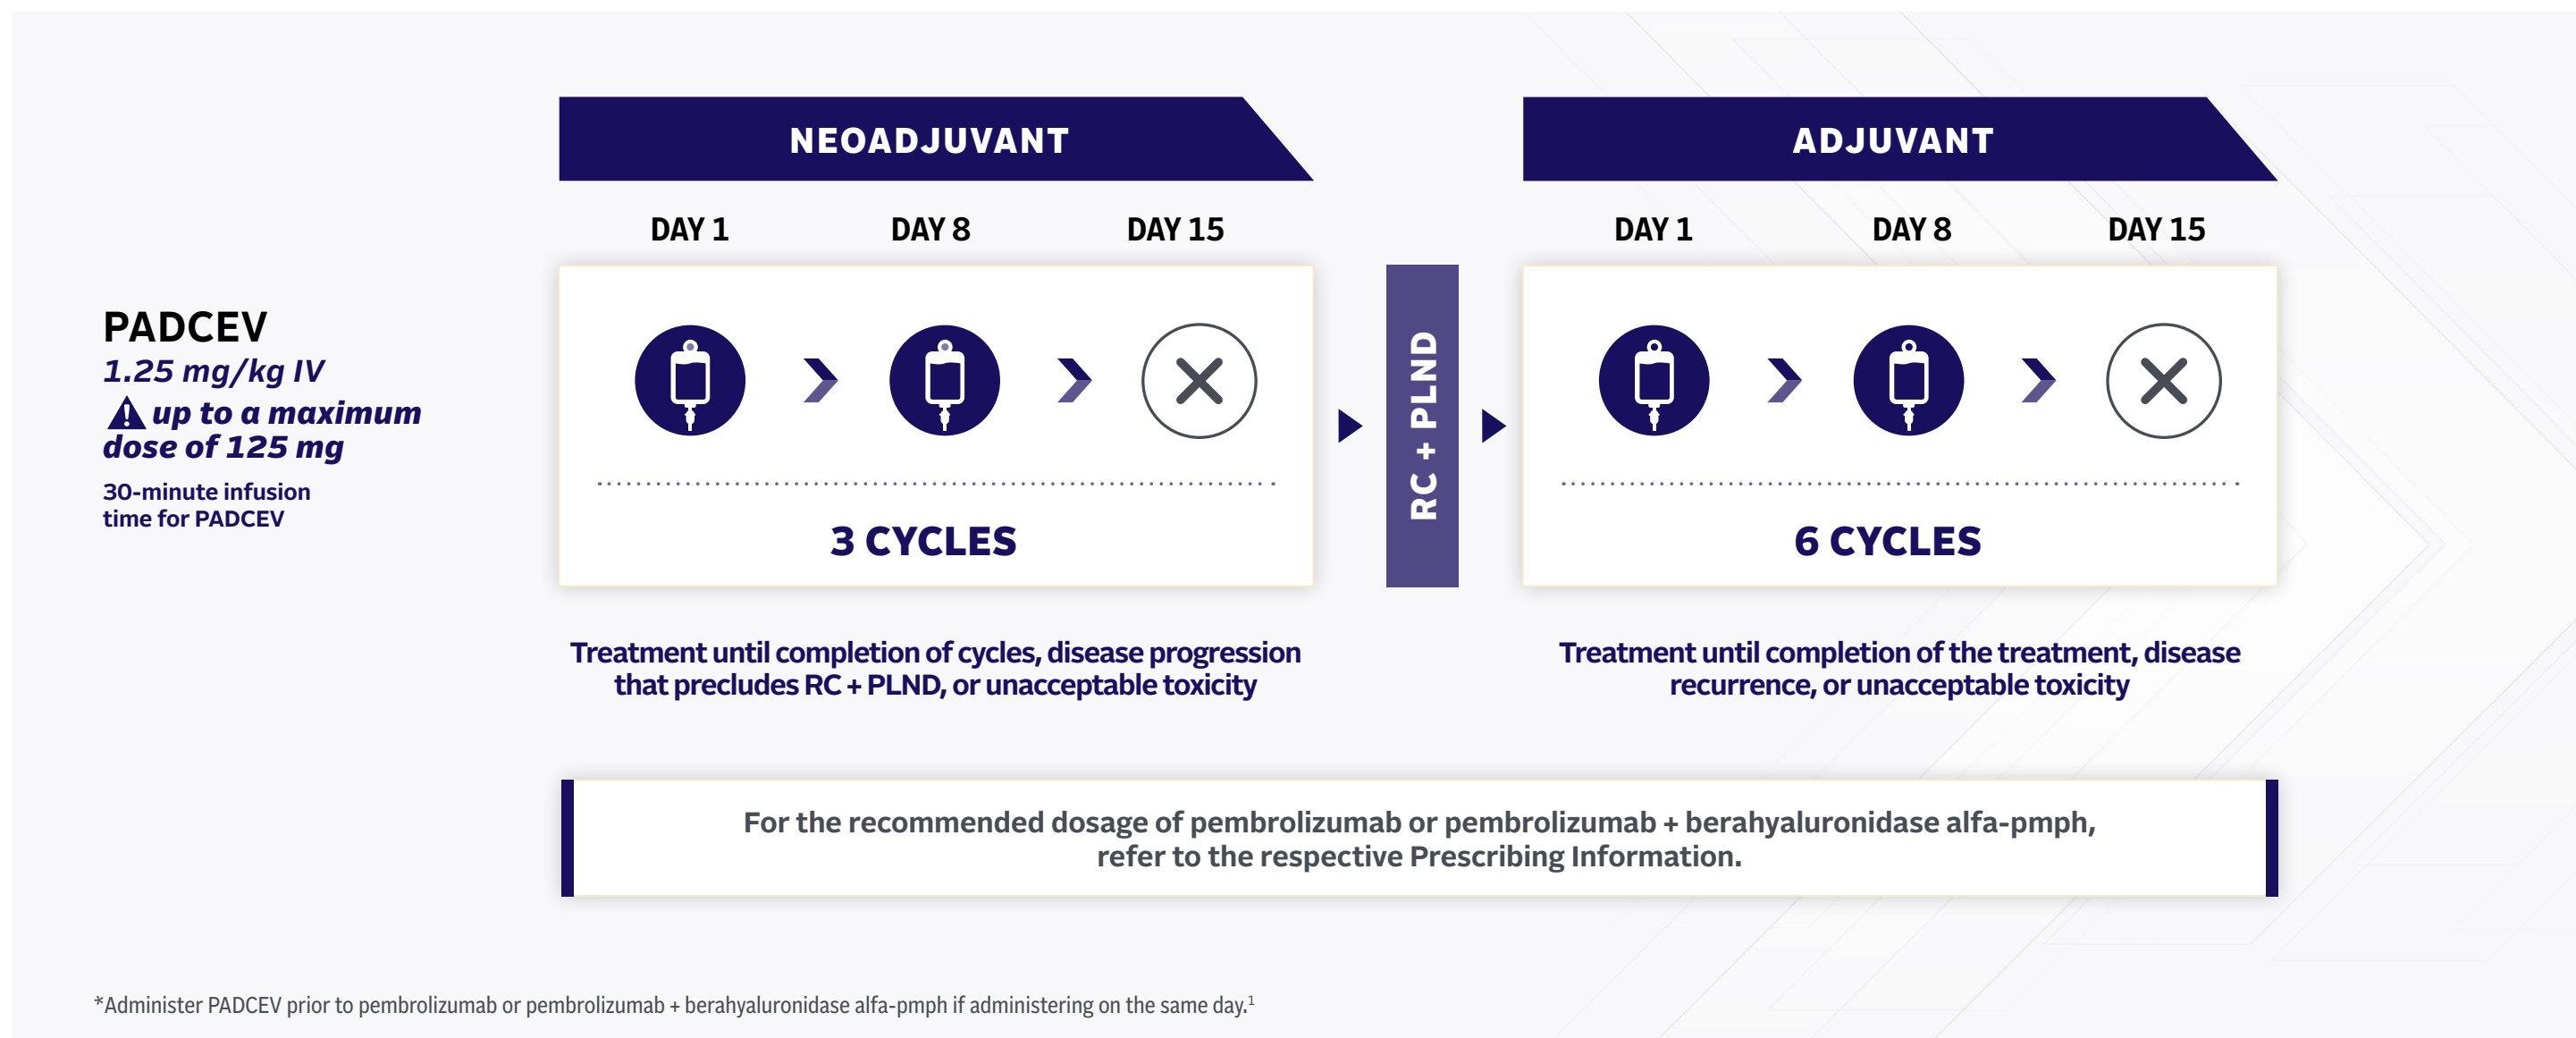 NEOADJUVANT
ADJUVANT
DAY 1
DAY 8
DAY 15
DAY 1
DAY 8
DAY 15
PADCEV
1.25 mg/kg IV
up to a maximum
dose of 125 mg
30-minute infusion
time for PADCEV
3 CYCLES
RC + PLND
6 CYCLES
Treatment until completion of cycles, disease progression
that precludes RC + PLND, or unacceptable toxicity
Treatment until completion of the treatment, disease
recurrence, or unacceptable toxicity
For the recommended dosage of pembrolizumab or pembrolizumab + berahyaluronidase alfa-pmph,
refer to the respective Prescribing Information.
*Administer PADCEV prior to pembrolizumab or pembrolizumab + berahyaluronidase alfa-pmph if administering on the same day.¹